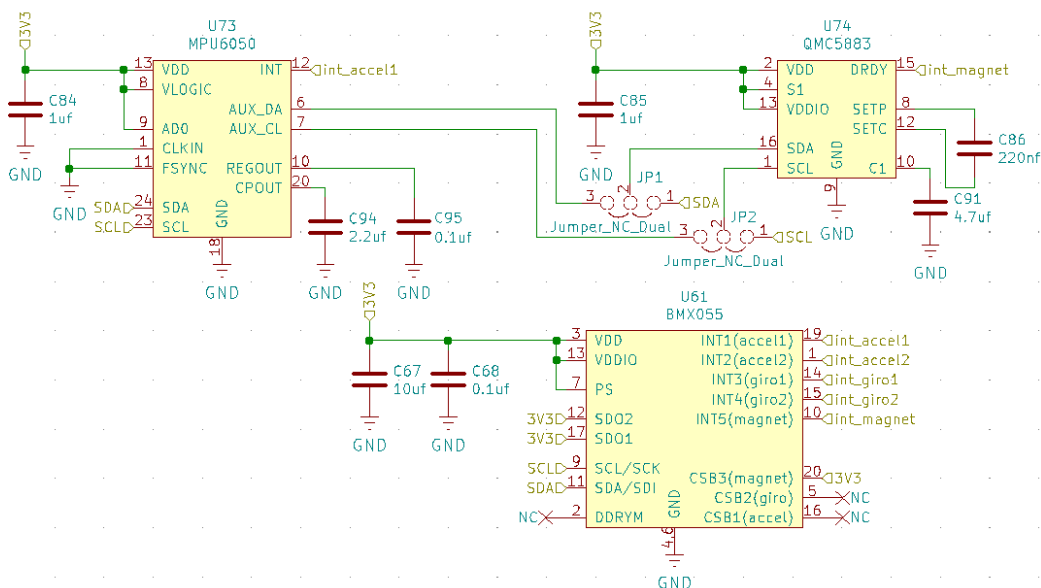 3V3
U73
MPU6050
13 VDD
8 VLOGIC
9 AD0
1 CLKIN
11 FSYNC
24 SDA
23 SCL
INT 12
AUX_DA 6
AUX_CL 7
REGOUT 10
CPOUT 20
GND
18
int_accel1
C84
1uf
GND
GND
SDA
SCL
GND
C94
2.2uf
GND
C95
0.1uf
GND
3V3
U74
QMC5883
2 VDD
4 S1
13 VDDIO
16 SDA
1 SCL
DRDY 15
SETP 8
SETC 12
C1 10
GND
9
int_magnet
C85
1uf
GND
C86
220nf
C91
4.7uf
GND
GND
JP1
3 2 1
SDA
Jumper_NC_Dual
JP2
3 2 1
SCL
Jumper_NC_Dual
3V3
C67
10uf
GND
C68
0.1uf
GND
U61
BMX055
3 VDD
13 VDDIO
7 PS
3V3 12 SDO2
3V3 17 SDO1
SCL 9 SCL/SCK
SDA 11 SDA/SDI
NC 2 DDRYM
INT1(accel1) 19 int_accel1
INT2(accel2) 1 int_accel2
INT3(giro1) 14 int_giro1
INT4(giro2) 15 int_giro2
INT5(magnet) 10 int_magnet
CSB3(magnet) 20 3V3
CSB2(giro) 5 NC
CSB1(accel) 16 NC
GND
4,6
GND